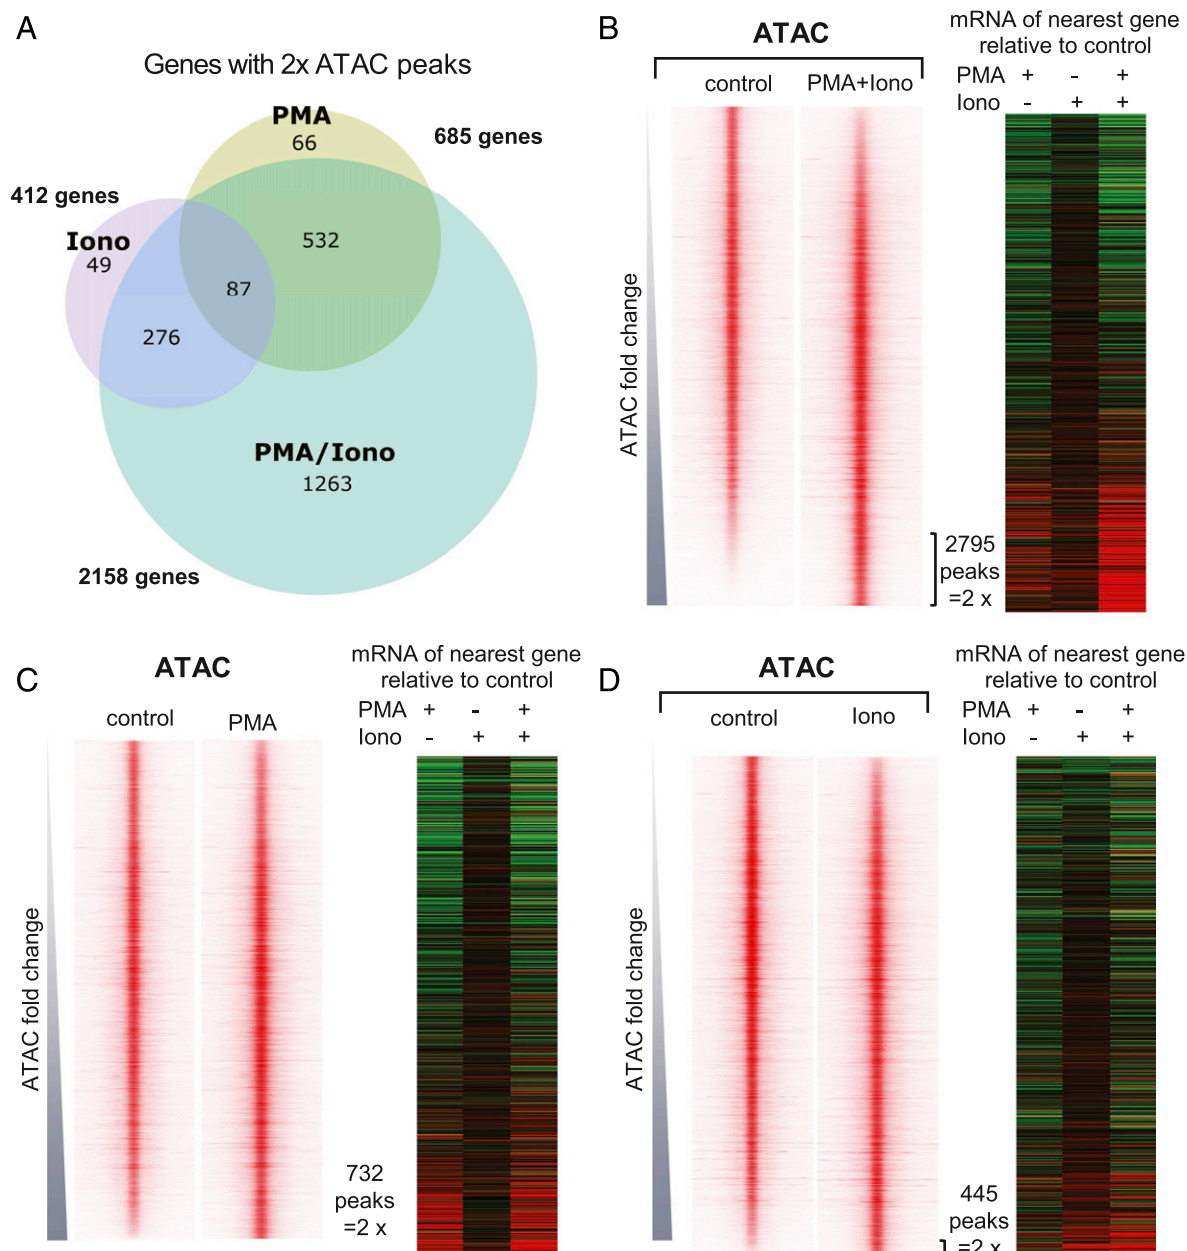 A
Genes with 2x ATAC peaks
PMA
66
685 genes
412 genes
Iono
49
532
87
276
PMA/Iono
1263
2158 genes
B
ATAC
control
PMA+Iono
mRNA of nearest gene
relative to control
PMA + - +
Iono - + +
ATAC fold change
2795
peaks
=2 x
C
ATAC
control
PMA
mRNA of nearest gene
relative to control
PMA + - +
Iono - + +
ATAC fold change
732
peaks
=2 x
D
ATAC
control
Iono
mRNA of nearest gene
relative to control
PMA + - +
Iono - + +
ATAC fold change
445
peaks
=2 x